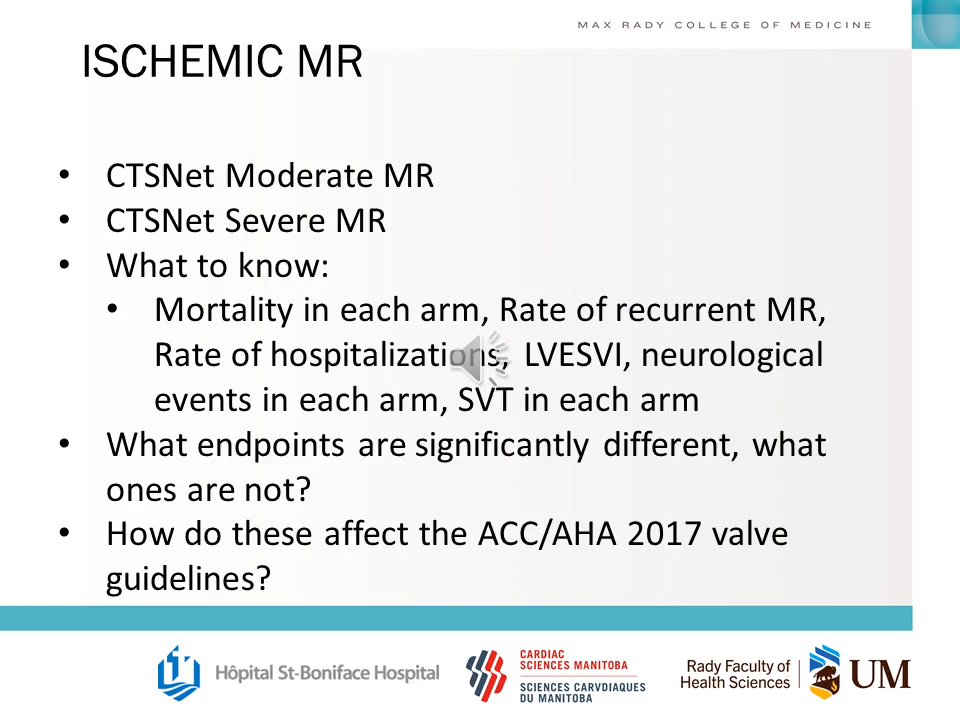 MAX RADY COLLEGE OF MEDICINE
ISCHEMIC MR
• CTSNet Moderate MR
• CTSNet Severe MR
• What to know:
• Mortality in each arm, Rate of recurrent MR,
Rate of hospitalizations, LVESVI, neurological
events in each arm, SVT in each arm
• What endpoints are significantly different, what
ones are not?
• How do these affect the ACC/AHA 2017 valve
guidelines?
Hôpital St-Boniface Hospital
CARDIAC
SCIENCES MANITOBA
SCIENCES CARVDIAQUES
DU MANITOBA
Rady Faculty of
Health Sciences
UM